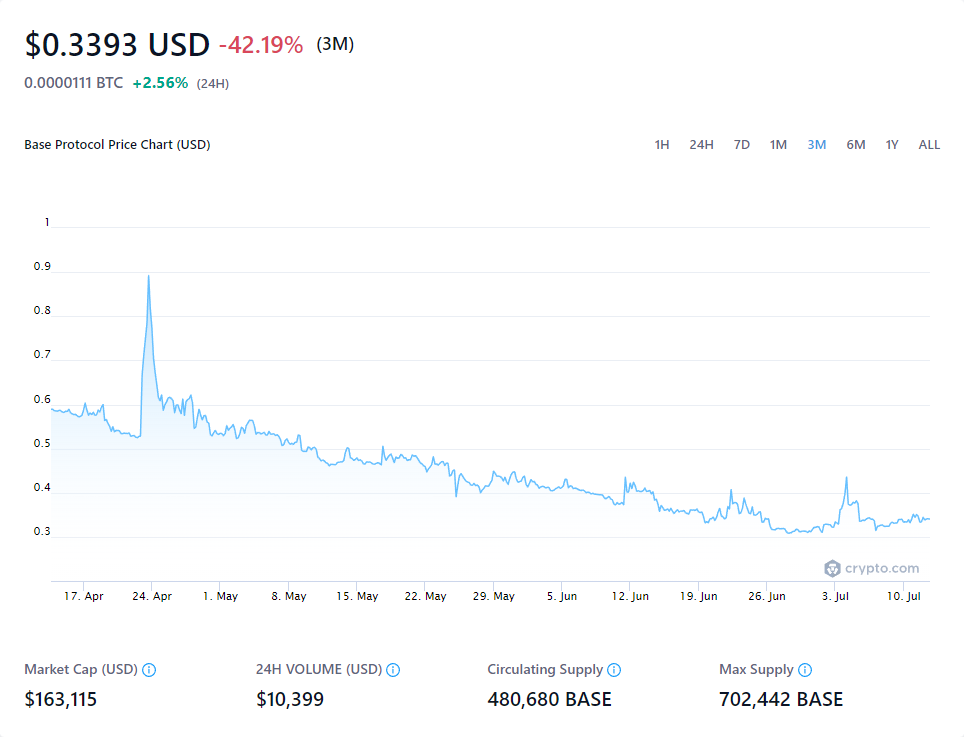 $0.3393 USD -42.19% (3M)
0.0000111 BTC +2.56% (24H)
Base Protocol Price Chart (USD) 1H 24H 7D 1M 3M 6M 1Y ALL
1
0.9
0.8
0.7
0.6
0.5
0.4
0.3
crypto.com
17. Apr 24. Apr 1. May 8. May 15. May 22. May 29. May 5. Jun 12. Jun 19. Jun 26. Jun 3. Jul 10. Jul
Market Cap (USD) 24H VOLUME (USD) Circulating Supply Max Supply
$163,115 $10,399 480,680 BASE 702,442 BASE